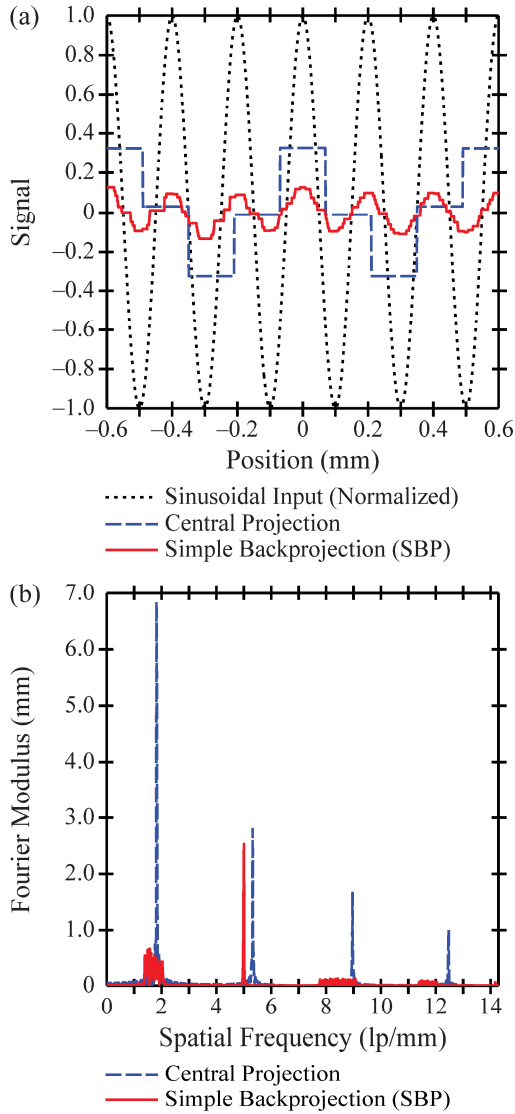 (a)
1.0
0.8
0.6
0.4
0.2
0
–0.2
–0.4
–0.6
–0.8
–1.0
Signal
–0.6 –0.4 –0.2 0 0.2 0.4 0.6
Position (mm)
Sinusoidal Input (Normalized)
Central Projection
Simple Backprojection (SBP)
(b)
7.0
6.0
5.0
4.0
3.0
2.0
1.0
0
Fourier Modulus (mm)
0 2 4 6 8 10 12 14
Spatial Frequency (lp/mm)
Central Projection
Simple Backprojection (SBP)